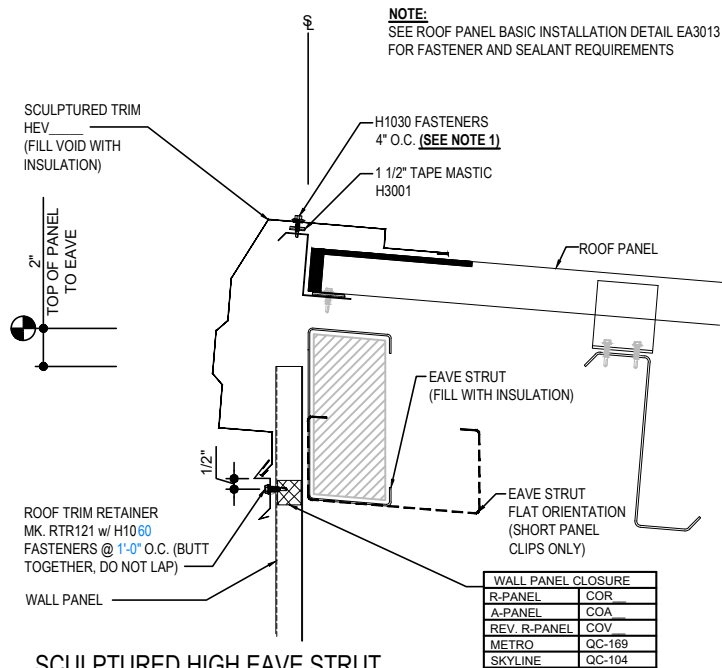 NOTE:
SEE ROOF PANEL BASIC INSTALLATION DETAIL EA3013
FOR FASTENER AND SEALANT REQUIREMENTS
SCULPTURED TRIM
HEV_____
(FILL VOID WITH
INSULATION)
H1030 FASTENERS
4" O.C. (SEE NOTE 1)
1 1/2" TAPE MASTIC
H3001
2"
TOP OF PANEL
TO EAVE
ROOF PANEL
EAVE STRUT
(FILL WITH INSULATION)
1/2"
EAVE STRUT
FLAT ORIENTATION
(SHORT PANEL
CLIPS ONLY)
ROOF TRIM RETAINER
MK. RTR121 w/ H1060
FASTENERS @ 1'-0" O.C. (BUTT
TOGETHER, DO NOT LAP)
WALL PANEL
WALL PANEL CLOSURE
R-PANEL COR__
A-PANEL COA__
REV. R-PANEL COV__
METRO QC-169
SKYLINE QC-104
SCULPTURED HIGH EAVE STRUT